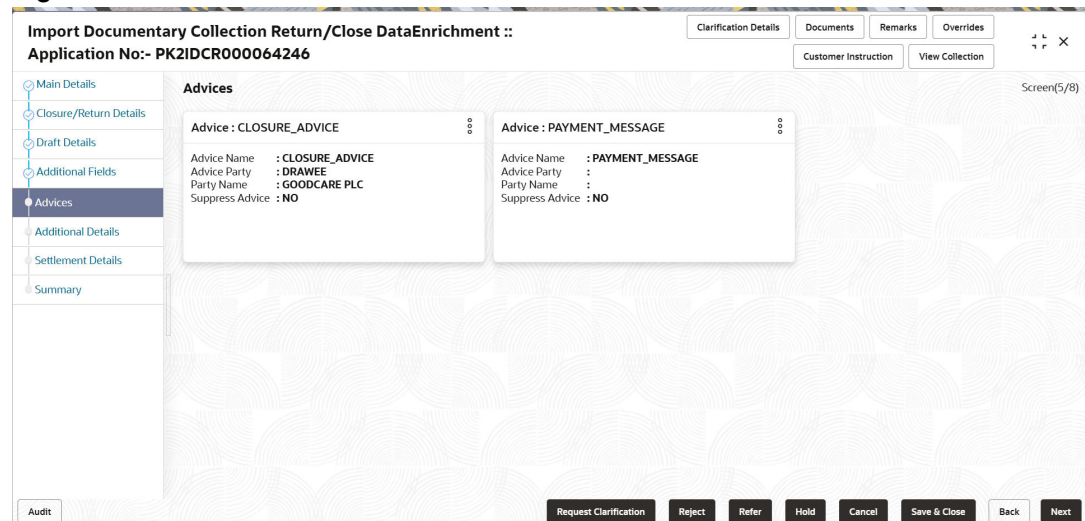 Import Documentary Collection Return/Close DataEnrichment ::
Application No:- PK2IDCR000064246
Clarification Details
Documents
Remarks
Overrides
Customer Instruction
View Collection
Main Details
Closure/Return Details
Draft Details
Additional Fields
Advices
Additional Details
Settlement Details
Summary
Advices
Screen(5/8)
Advice : CLOSURE_ADVICE
Advice Name : CLOSURE_ADVICE
Advice Party : DRAWEE
Party Name : GOODCARE PLC
Suppress Advice : NO
Advice : PAYMENT_MESSAGE
Advice Name : PAYMENT_MESSAGE
Advice Party :
Party Name :
Suppress Advice : NO
Audit
Request Clarification
Reject
Refer
Hold
Cancel
Save & Close
Back
Next